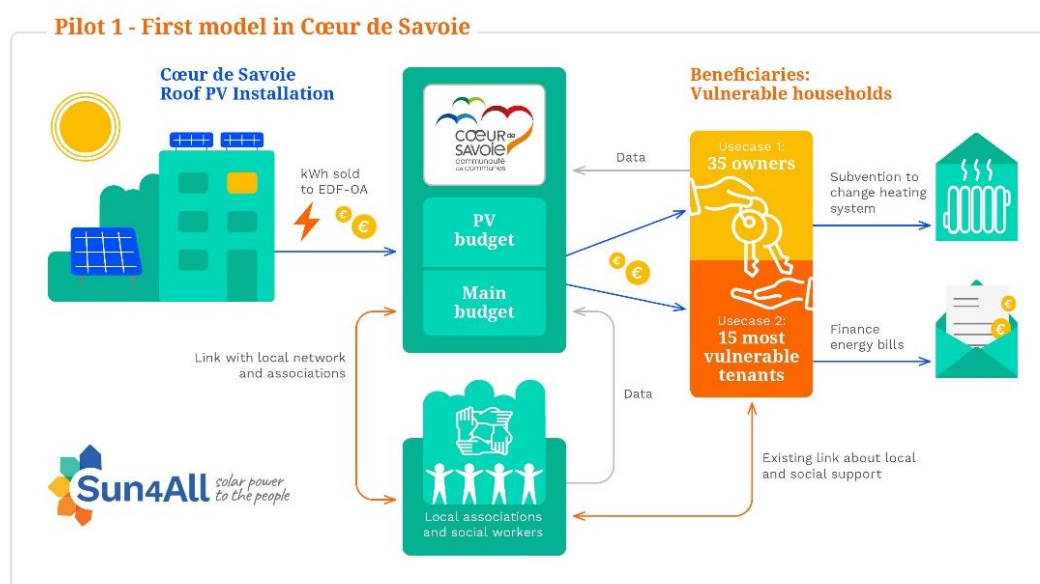 Pilot 1 - First model in Cœur de Savoie
Cœur de Savoie
Roof PV Installation
kWh sold
to EDF-OA
€
€
CŒUR de
SAVOIE
communauté
de communes
PV
budget
Main
budget
Data
€
€
Beneficiaries:
Vulnerable households
Usecase 1:
35 owners
Usecase 2:
15 most
vulnerable
tenants
Subvention to
change heating
system
Finance
energy bills
€
€
Link with local network
and associations
Data
Existing link about local
and social support
Local associations
and social workers
Sun4All
solar power
to the people